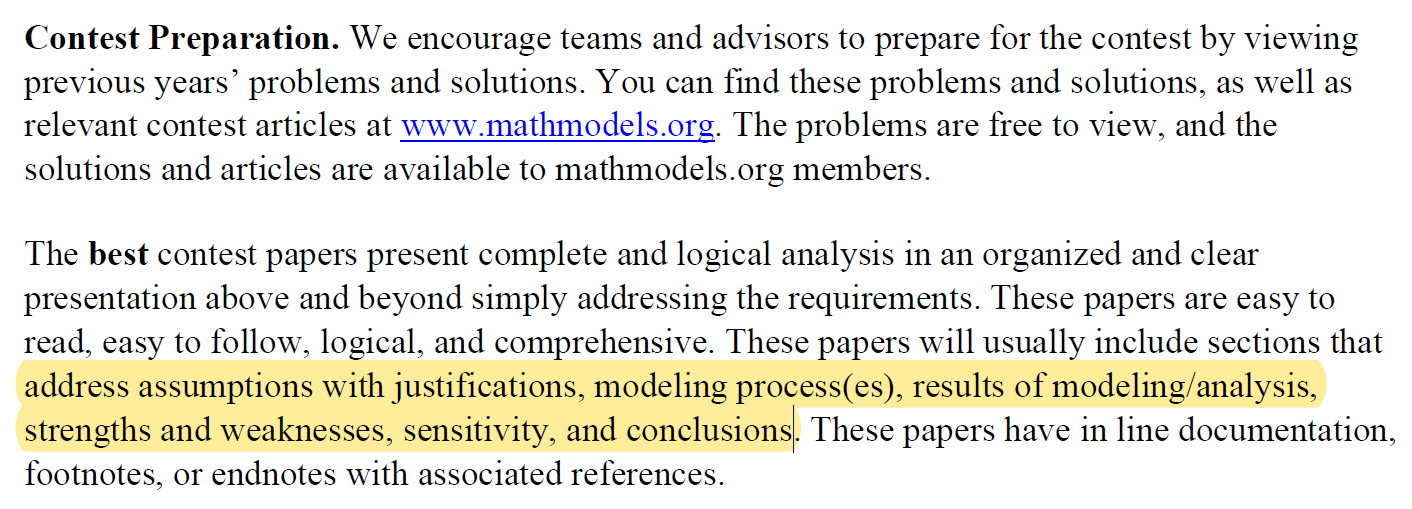 Contest Preparation. We encourage teams and advisors to prepare for the contest by viewing
previous years’ problems and solutions. You can find these problems and solutions, as well as
relevant contest articles at www.mathmodels.org. The problems are free to view, and the
solutions and articles are available to mathmodels.org members.
The best contest papers present complete and logical analysis in an organized and clear
presentation above and beyond simply addressing the requirements. These papers are easy to
read, easy to follow, logical, and comprehensive. These papers will usually include sections that
address assumptions with justifications, modeling process(es), results of modeling/analysis,
strengths and weaknesses, sensitivity, and conclusions. These papers have in line documentation,
footnotes, or endnotes with associated references.